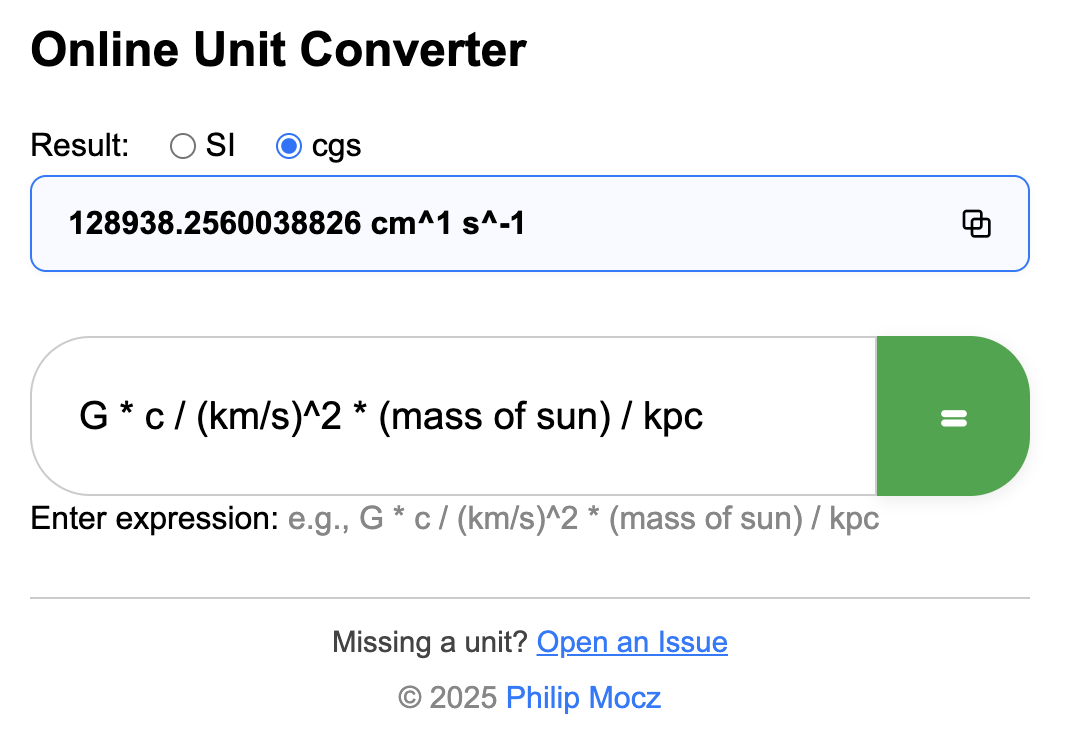 Online Unit Converter
Result: SI cgs
128938.2560038826 cm^1 s^-1
G * c / (km/s)^2 * (mass of sun) / kpc
=
Enter expression: e.g., G * c / (km/s)^2 * (mass of sun) / kpc
Missing a unit? Open an Issue
© 2025 Philip Mocz